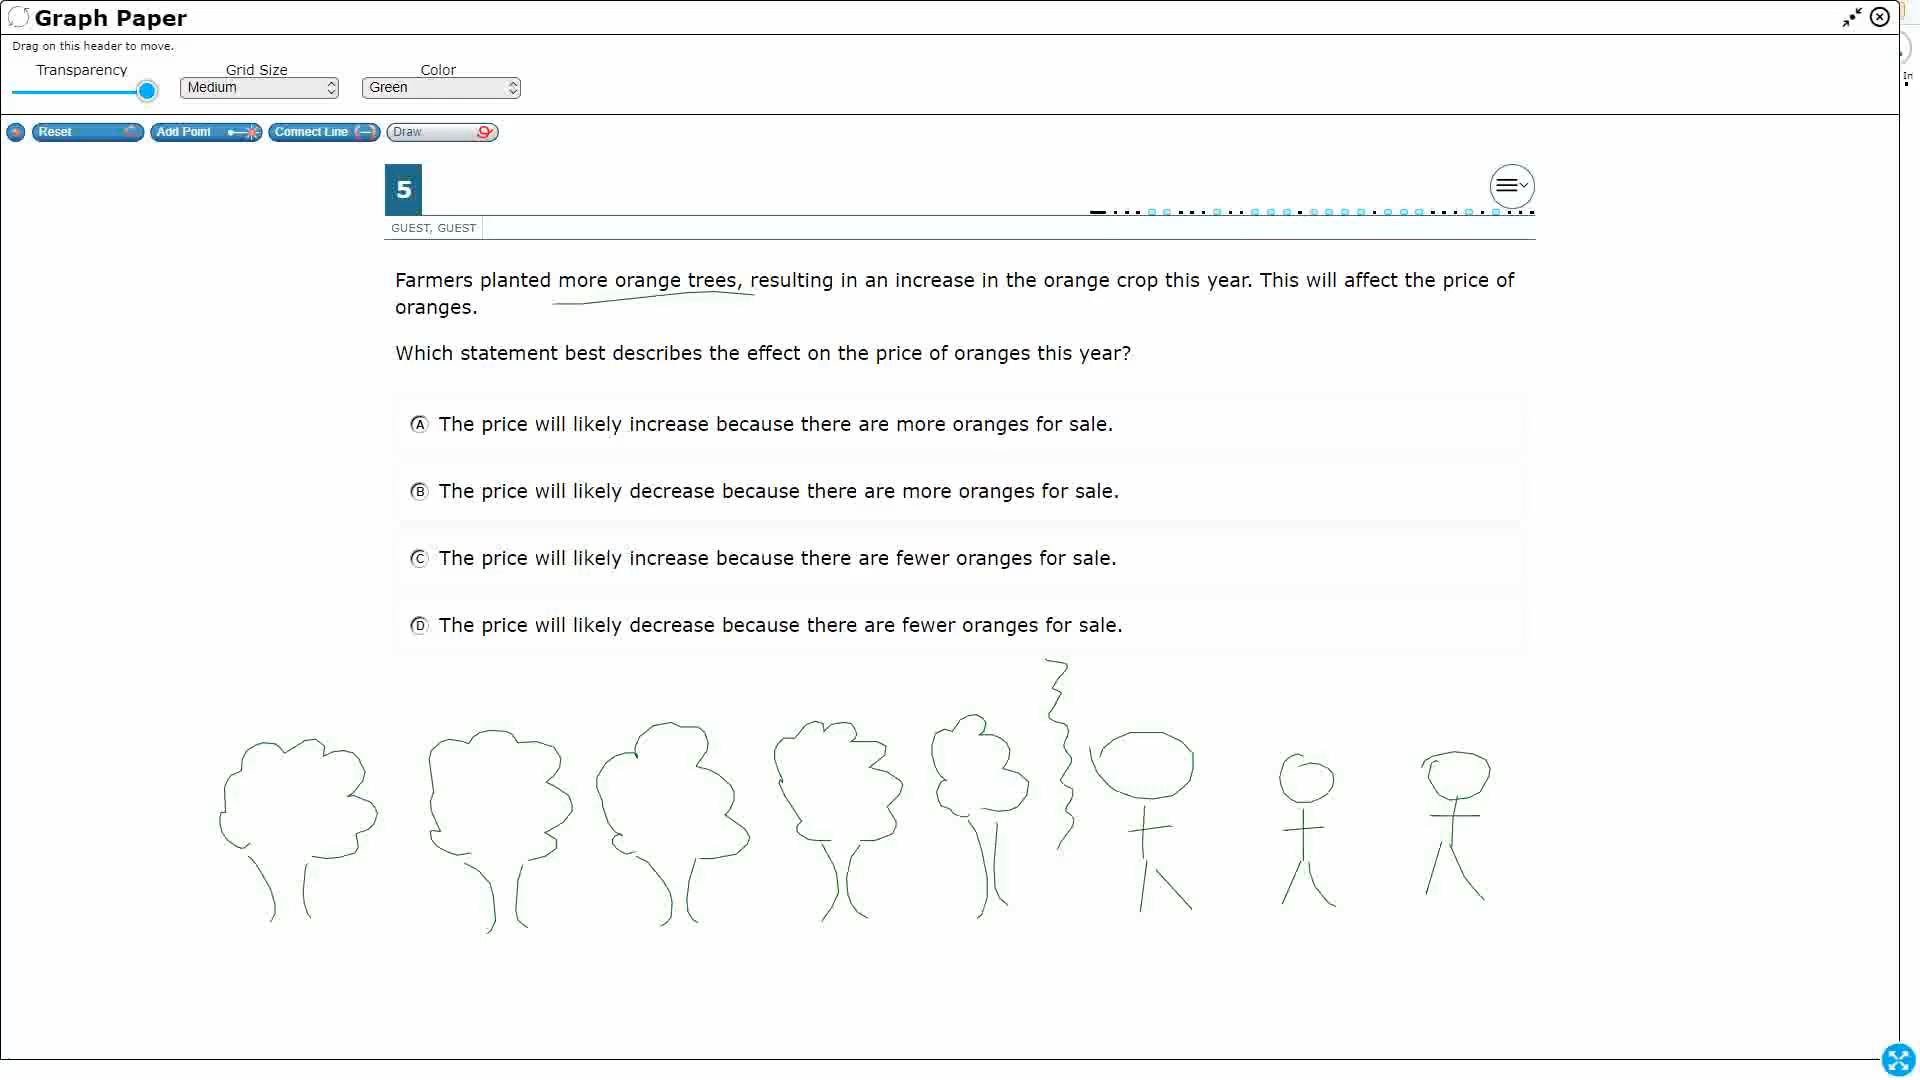 Graph Paper
Drag on this header to move.
Transparency
Grid Size
Color
Medium
Green
Reset
Add Point
Connect Line
Draw
5
GUEST, GUEST
Farmers planted more orange trees, resulting in an increase in the orange crop this year. This will affect the price of
oranges.
Which statement best describes the effect on the price of oranges this year?
A The price will likely increase because there are more oranges for sale.
B The price will likely decrease because there are more oranges for sale.
C The price will likely increase because there are fewer oranges for sale.
D The price will likely decrease because there are fewer oranges for sale.